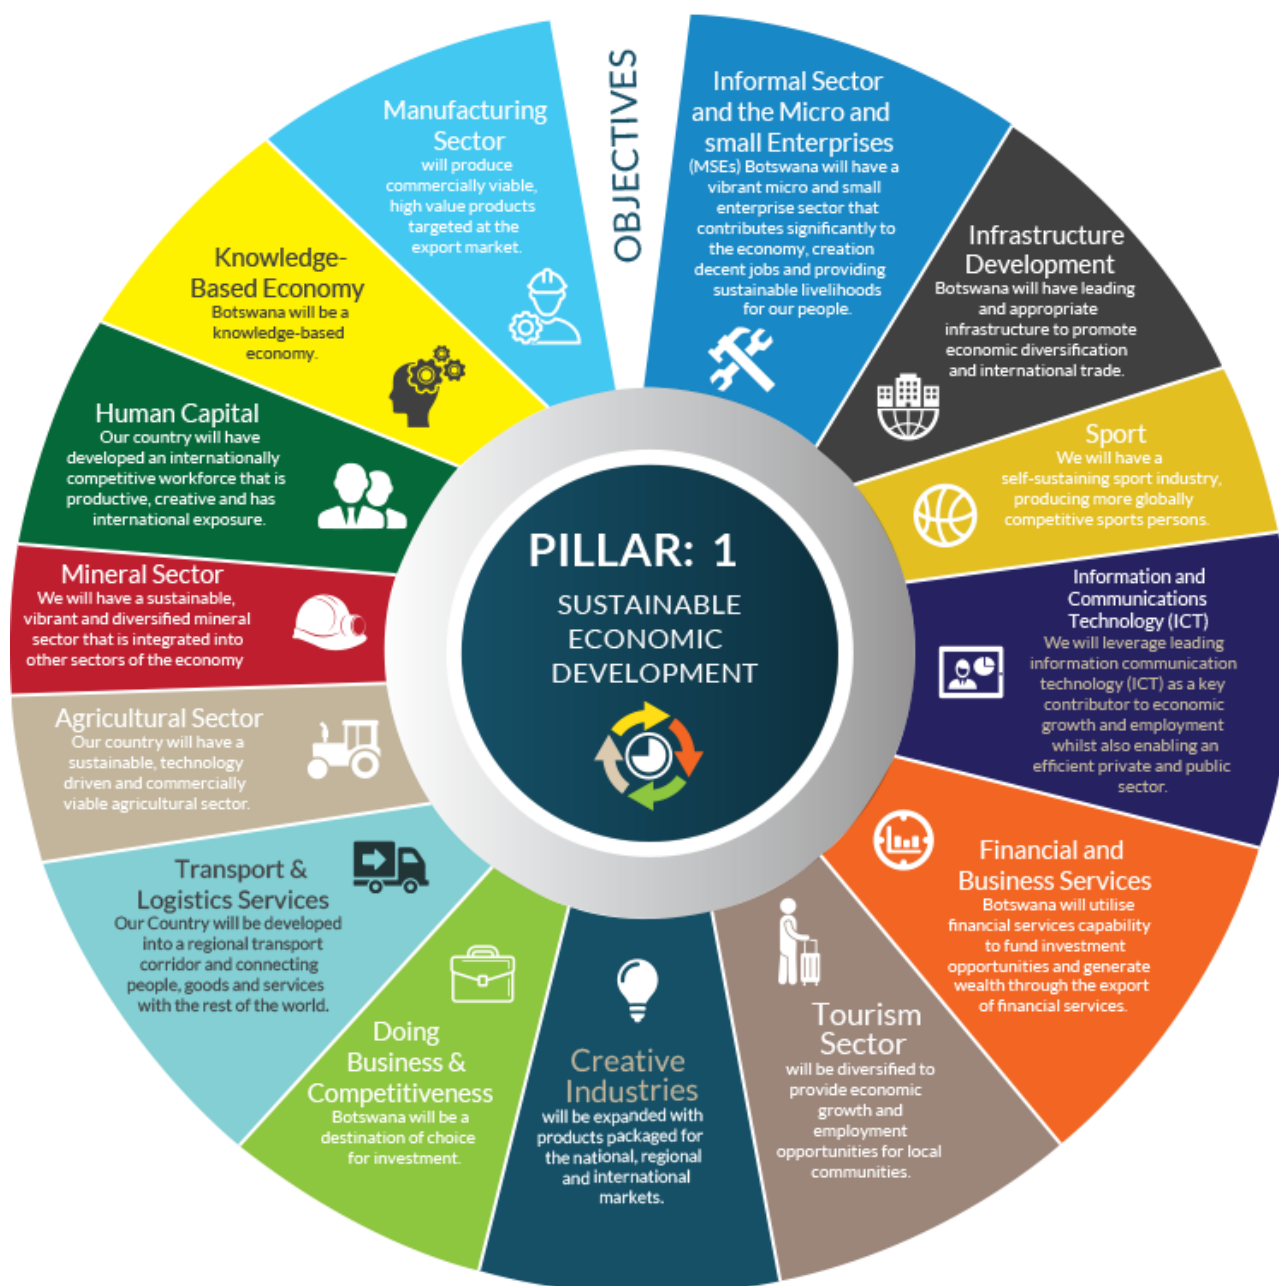 OBJECTIVES
Informal Sector
and the Micro and
small Enterprises
(MSEs) Botswana will have a
vibrant micro and small
enterprise sector that
contributes significantly to
the economy, creation
decent jobs and providing
sustainable livelihoods
for our people.
Infrastructure
Development
Botswana will have leading
and appropriate
infrastructure to promote
economic diversification
and international trade.
Sport
We will have a
self-sustaining sport industry,
producing more globally
competitive sports persons.
Information and
Communications
Technology (ICT)
We will leverage leading
information communication
technology (ICT) as a key
contributor to economic
growth and employment
whilst also enabling an
efficient private and public
sector.
Financial and
Business Services
Botswana will utilise
financial services capability
to fund investment
opportunities and generate
wealth through the export
of financial services.
Tourism
Sector
will be diversified to
provide economic
growth and
employment
opportunities for local
communities.
Creative
Industries
will be expanded with
products packaged for
the national, regional
and international
markets.
Doing
Business &
Competitiveness
Botswana will be a
destination of choice
for investment.
Transport &
Logistics Services
Our Country will be developed
into a regional transport
corridor and connecting
people, goods and services
with the rest of the world.
Agricultural Sector
Our country will have a
sustainable, technology
driven and commercially
viable agricultural sector.
Mineral Sector
We will have a sustainable,
vibrant and diversified mineral
sector that is integrated into
other sectors of the economy
Human Capital
Our country will have
developed an internationally
competitive workforce that is
productive, creative and has
international exposure.
Knowledge-
Based Economy
Botswana will be a
knowledge-based
economy.
Manufacturing
Sector
will produce
commercially viable,
high value products
targeted at the
export market.
PILLAR: 1
SUSTAINABLE
ECONOMIC
DEVELOPMENT